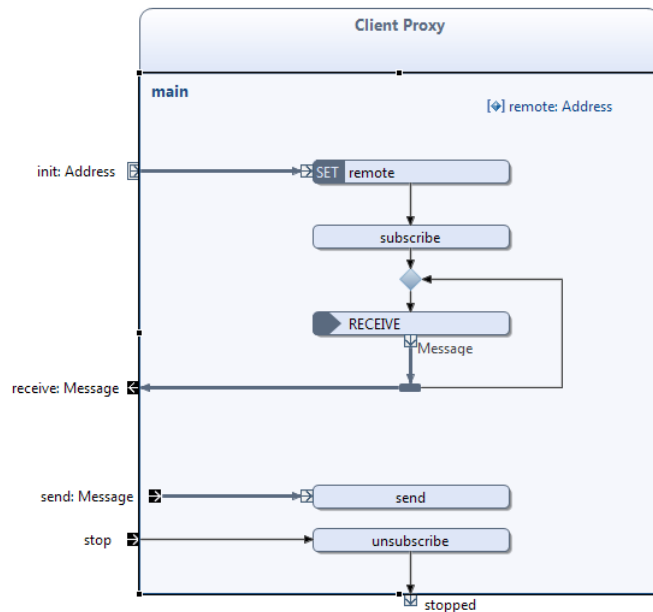 Client Proxy
main
[◈] remote: Address
init: Address
SET remote
subscribe
RECEIVE
Message
receive: Message
send: Message
send
stop
unsubscribe
stopped